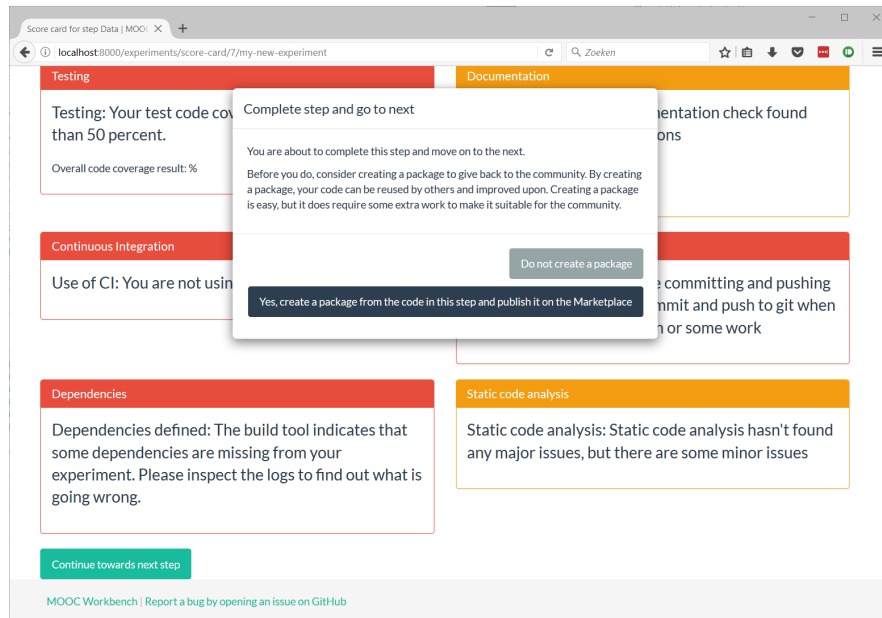 Score card for step Data | MOO
localhost:8000/experiments/score-card/7/my-new-experiment
Zoeken
Testing
Testing: Your test code cov
than 50 percent.
Overall code coverage result: %
Documentation
entation check found
ons
Complete step and go to next
You are about to complete this step and move on to the next.
Before you do, consider creating a package to give back to the community. By creating
a package, your code can be reused by others and improved upon. Creating a package
is easy, but it does require some extra work to make it suitable for the community.
Do not create a package
Yes, create a package from the code in this step and publish it on the Marketplace
Continuous Integration
Use of CI: You are not usin
committing and pushing
mmit and push to git when
or some work
Dependencies
Dependencies defined: The build tool indicates that
some dependencies are missing from your
experiment. Please inspect the logs to find out what is
going wrong.
Static code analysis
Static code analysis: Static code analysis hasn't found
any major issues, but there are some minor issues
Continue towards next step
MOOC Workbench | Report a bug by opening an issue on GitHub